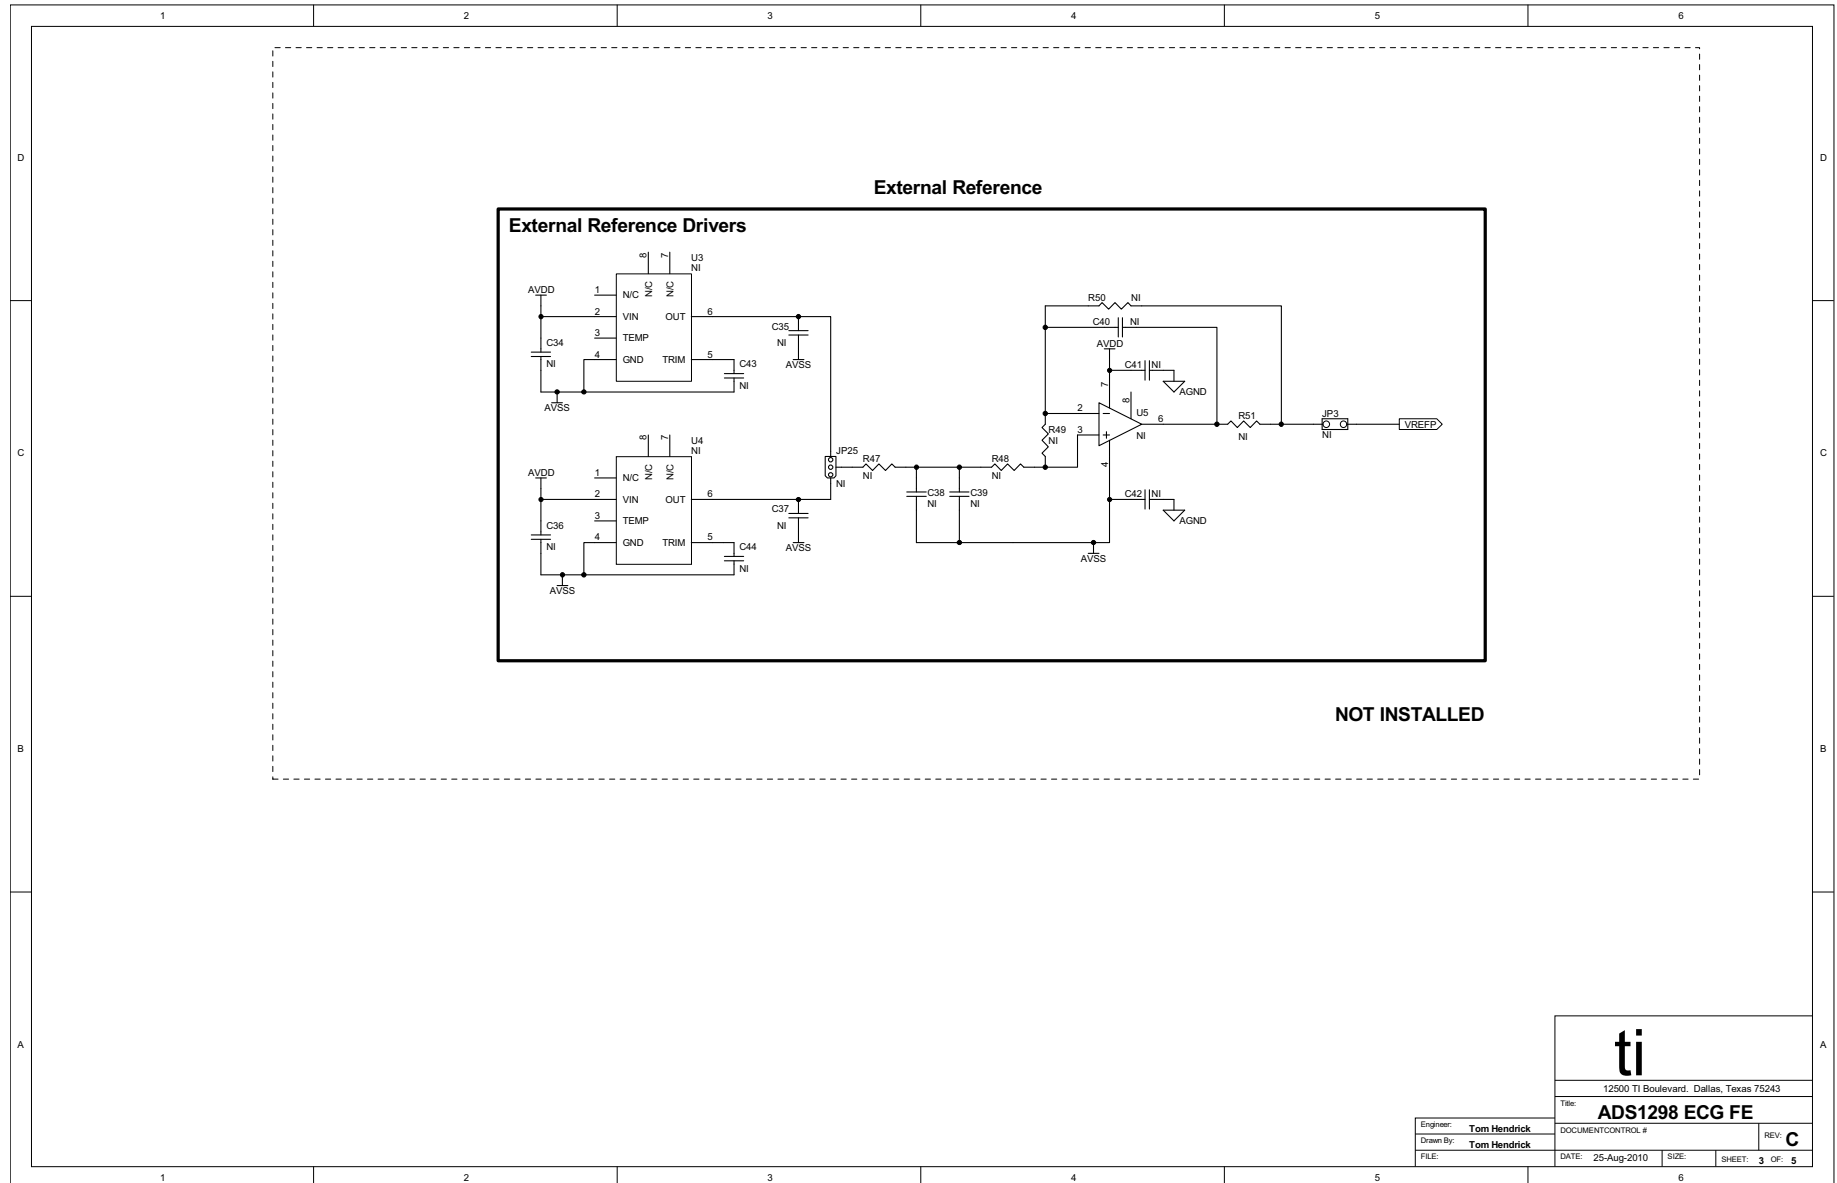 1 2 3 4 5 6
D D
External Reference
External Reference Drivers
8 7 U3
NI
AVDD
1 N/C N/C N/C
2 VIN OUT 6
3 TEMP
4 GND TRIM 5
C34
NI
C35
NI
AVSS
C43
NI
AVSS
8 7 U4
NI
AVDD
1 N/C N/C N/C
2 VIN OUT 6
3 TEMP
4 GND TRIM 5
C36
NI
C37
NI
AVSS
C44
NI
AVSS
JP25
NI
R47
NI
C38
NI
C39
NI
R48
NI
R49
NI
R50 NI
C40 NI
AVDD
C41 NI
AGND
7
8
2
3
U5
NI
6
4
C42 NI
AGND
AVSS
R51
NI
JP3
NI
VREFP
C C
NOT INSTALLED
B B
A A
ti
12500 TI Boulevard. Dallas, Texas 75243
Title: ADS1298 ECG FE
Engineer: Tom Hendrick
Drawn By: Tom Hendrick
FILE:
DOCUMENTCONTROL #
REV: C
DATE: 25-Aug-2010 SIZE: SHEET: 3 OF: 5
1 2 3 4 5 6